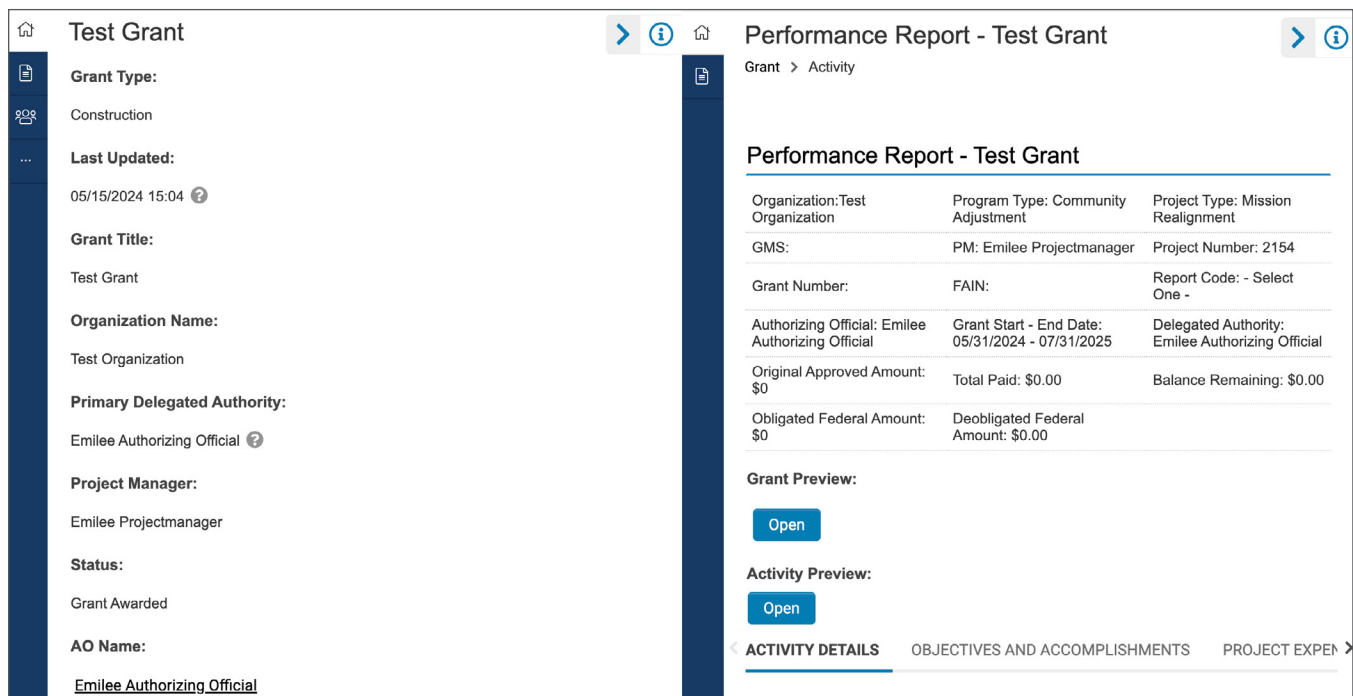 Test Grant
Grant Type:
Construction
Last Updated:
05/15/2024 15:04
Grant Title:
Test Grant
Organization Name:
Test Organization
Primary Delegated Authority:
Emilee Authorizing Official
Project Manager:
Emilee Projectmanager
Status:
Grant Awarded
AO Name:
Emilee Authorizing Official
Performance Report - Test Grant
Grant > Activity
Performance Report - Test Grant
Organization:Test
Organization
Program Type: Community
Adjustment
Project Type: Mission
Realignment
GMS:
PM: Emilee Projectmanager
Project Number: 2154
Grant Number:
FAIN:
Report Code: - Select
One -
Authorizing Official: Emilee
Authorizing Official
Grant Start - End Date:
05/31/2024 - 07/31/2025
Delegated Authority:
Emilee Authorizing Official
Original Approved Amount:
$0
Total Paid: $0.00
Balance Remaining: $0.00
Obligated Federal Amount:
$0
Deobligated Federal
Amount: $0.00
Grant Preview:
Open
Activity Preview:
Open
ACTIVITY DETAILS
OBJECTIVES AND ACCOMPLISHMENTS
PROJECT EXPEN